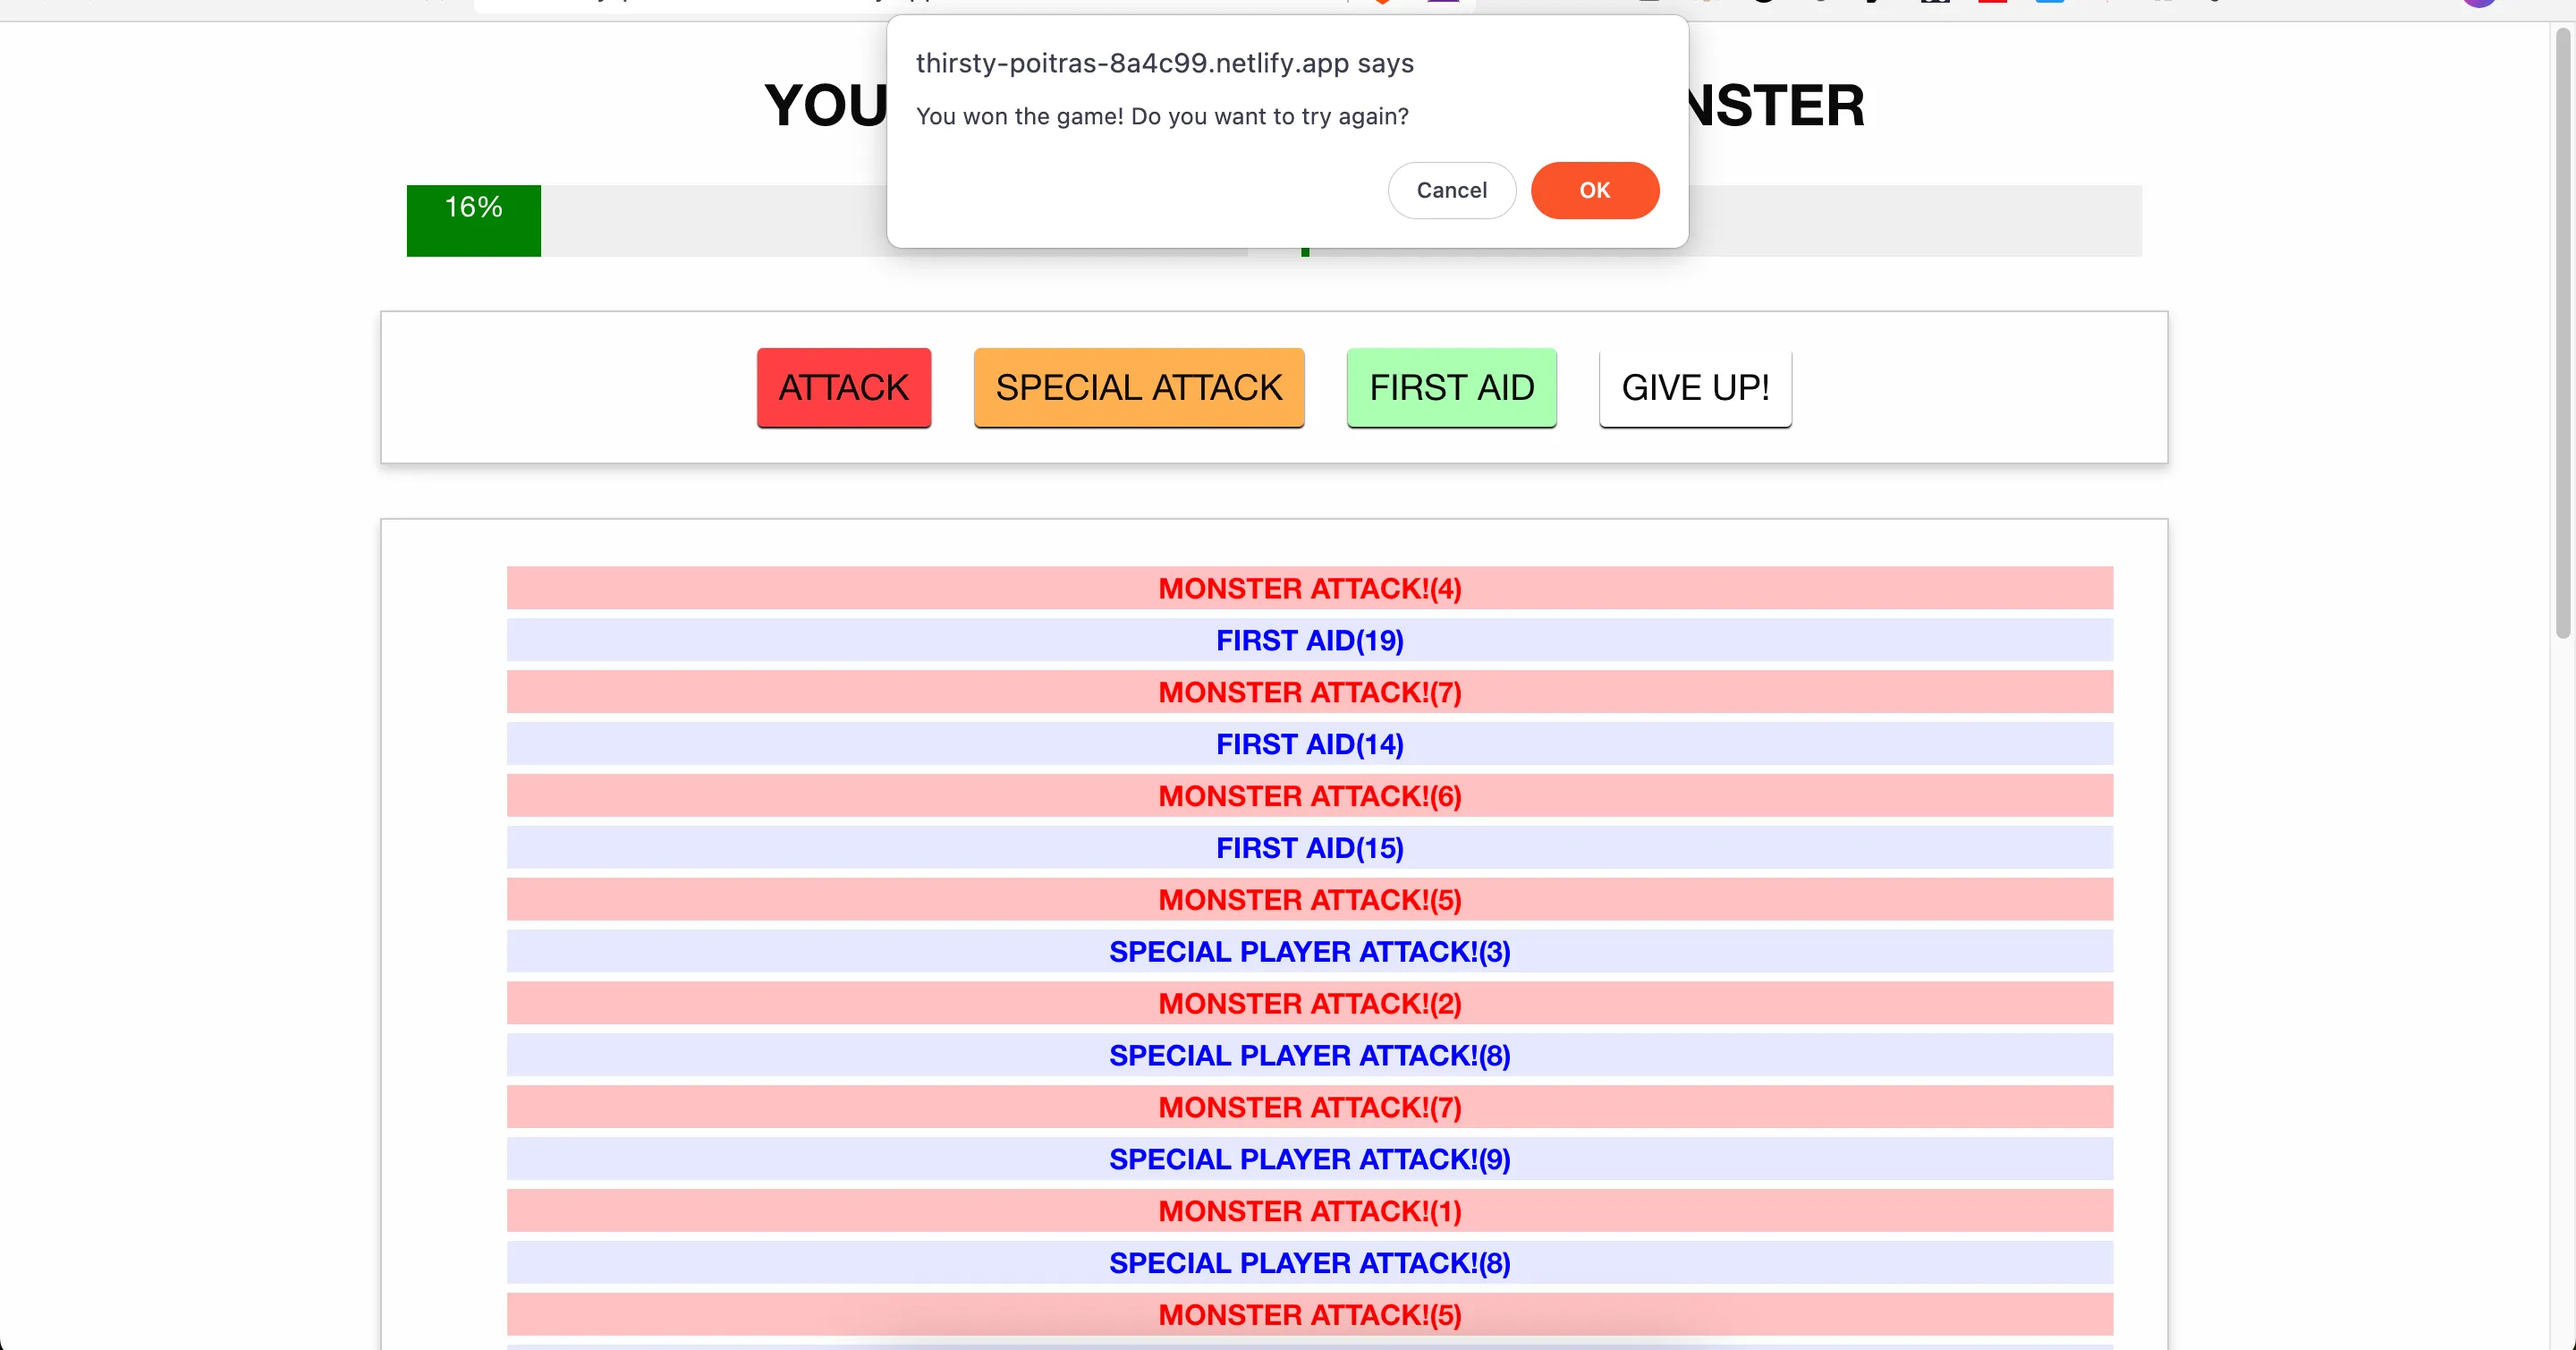 thirsty-poitras-8a4c99.netlify.app says
You won the game! Do you want to try again?
Cancel OK
YOU NSTER
16%
ATTACK SPECIAL ATTACK FIRST AID GIVE UP!
MONSTER ATTACK!(4)
FIRST AID(19)
MONSTER ATTACK!(7)
FIRST AID(14)
MONSTER ATTACK!(6)
FIRST AID(15)
MONSTER ATTACK!(5)
SPECIAL PLAYER ATTACK!(3)
MONSTER ATTACK!(2)
SPECIAL PLAYER ATTACK!(8)
MONSTER ATTACK!(7)
SPECIAL PLAYER ATTACK!(9)
MONSTER ATTACK!(1)
SPECIAL PLAYER ATTACK!(8)
MONSTER ATTACK!(5)